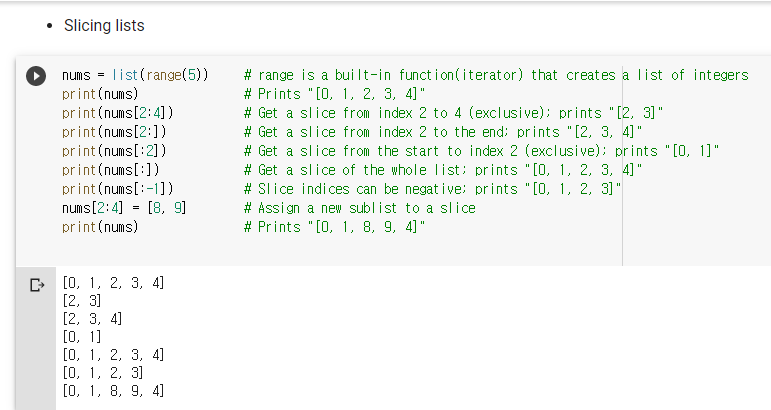 Slicing lists
nums = list(range(5))    # range is a built-in function(iterator) that creates a list of integers
print(nums)    # Prints "[0, 1, 2, 3, 4]"
print(nums[2:4])    # Get a slice from index 2 to 4 (exclusive); prints "[2, 3]"
print(nums[2:])    # Get a slice from index 2 to the end; prints "[2, 3, 4]"
print(nums[:2])    # Get a slice from the start to index 2 (exclusive); prints "[0, 1]"
print(nums[:])    # Get a slice of the whole list; prints "[0, 1, 2, 3, 4]"
print(nums[:-1])    # Slice indices can be negative; prints "[0, 1, 2, 3]"
nums[2:4] = [8, 9]    # Assign a new sublist to a slice
print(nums)    # Prints "[0, 1, 8, 9, 4]"
[0, 1, 2, 3, 4]
[2, 3]
[2, 3, 4]
[0, 1]
[0, 1, 2, 3, 4]
[0, 1, 2, 3]
[0, 1, 8, 9, 4]